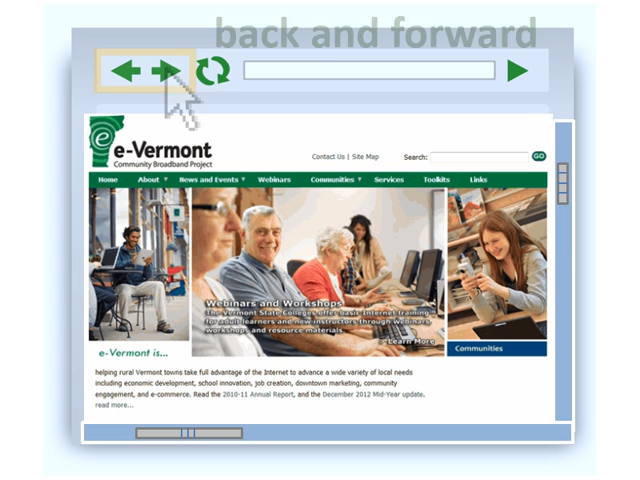 back and forward
e-Vermont
Community Broadband Project
Contact Us | Site Map
Search:
GO
Home About News and Events Webinars Communities Services Toolkits Links
Webinars and Workshops
The Vermont State Colleges offer basic Internet training
for adult learners and new instructors through webinars,
workshops and resource materials.
Learn More
Communities
e-Vermont is...
helping rural Vermont towns take full advantage of the Internet to advance a wide variety of local needs
including economic development, school innovation, job creation, downtown marketing, community
engagement, and e-commerce. Read the 2010-11 Annual Report, and the December 2012 Mid-Year update.
read more...